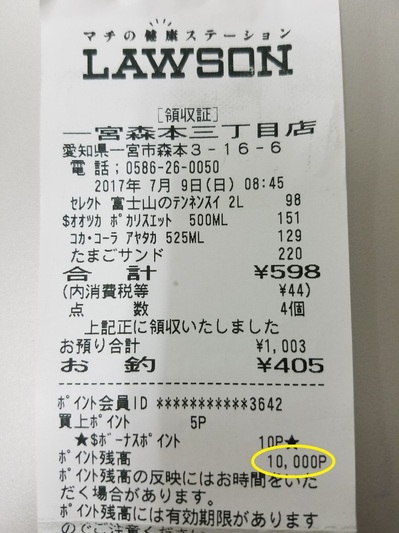 マチの健康ステーション
LAWSON
[領収証]
一宮森本三丁目店
愛知県一宮市森本3-16-6
電話;0586-26-0050
2017年 7月 9日(日) 08:45
セレクト 富士山のテンネンスイ 2L 98
$オオツカ ポカリスエット 500ML 151
コカ・コーラ アヤタカ 525ML 129
たまごサンド 220
合計 ¥598
(内消費税等 ¥44)
点数 4個
上記正に領収いたしました
お預り合計 ¥1,003
お釣 ¥405
ポイント会員ID ***********3642
買上ポイント 5P
★$ボーナスポイント 10P★
ポイント残高 10,000P
ポイント残高の反映にはお時間をいた
だく場合があります。
ポイント残高には有効期限があります
のでご注意くださ